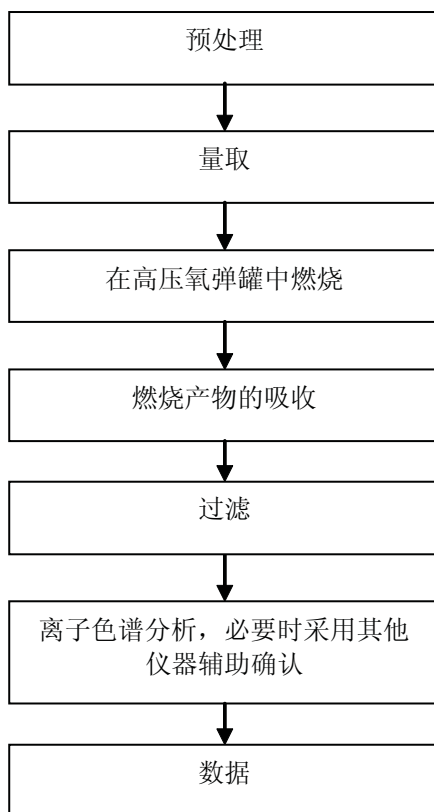 预处理
量取
在高压氧弹罐中燃烧
燃烧产物的吸收
过滤
离子色谱分析，必要时采用其他
仪器辅助确认
数据